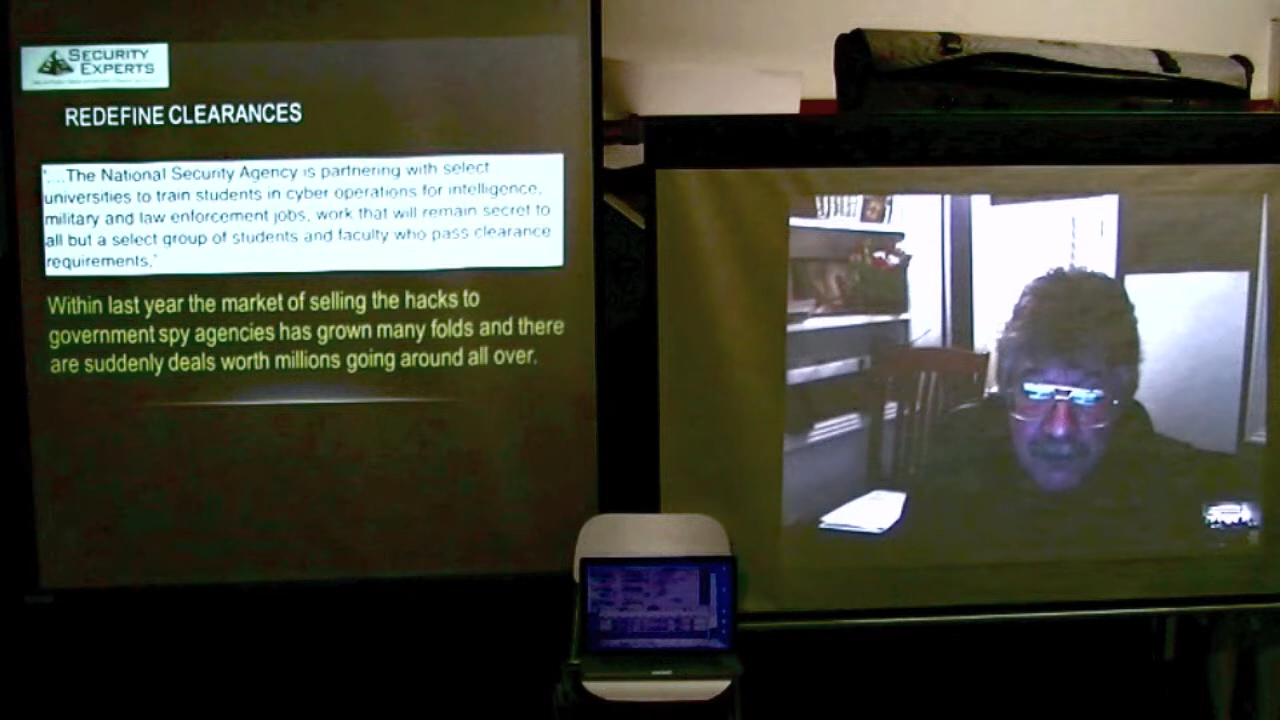 SECURITY
EXPERTS
REDEFINE CLEARANCES
"....The National Security Agency is partnering with select
universities to train students in cyber operations for intelligence,
military and law enforcement jobs, work that will remain secret to
all but a select group of students and faculty who pass clearance
requirements,"
Within last year the market of selling the hacks to
government spy agencies has grown many folds and there
are suddenly deals worth millions going around all over.